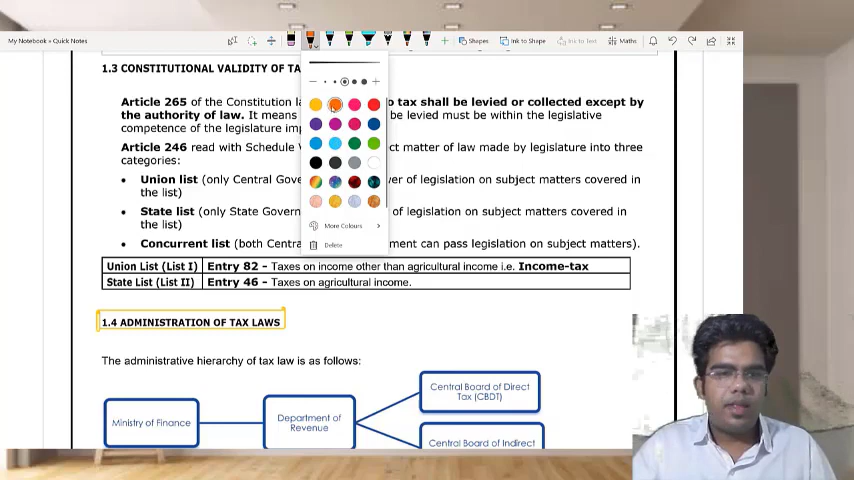 My Notebook » Quick Notes
Shapes
Ink to Shape
Ink to Text
Maths
1.3 CONSTITUTIONAL VALIDITY OF TA
Article 265 of the Constitution la o tax shall be levied or collected except by
the authority of law. It means be levied must be within the legislative
competence of the legislature imp
Article 246 read with Schedule V ct matter of law made by legislature into three
categories:
• Union list (only Central Gove er of legislation on subject matters covered in
the list)
• State list (only State Govern of legislation on subject matters covered in
the list)
• Concurrent list (both Centra ment can pass legislation on subject matters).
More Colours
Delete
Union List (List I) Entry 82 – Taxes on income other than agricultural income i.e. Income-tax
State List (List II) Entry 46 – Taxes on agricultural income.
1.4 ADMINISTRATION OF TAX LAWS
The administrative hierarchy of tax law is as follows:
Ministry of Finance
Department of
Revenue
Central Board of Direct
Tax (CBDT)
Central Board of Indirect